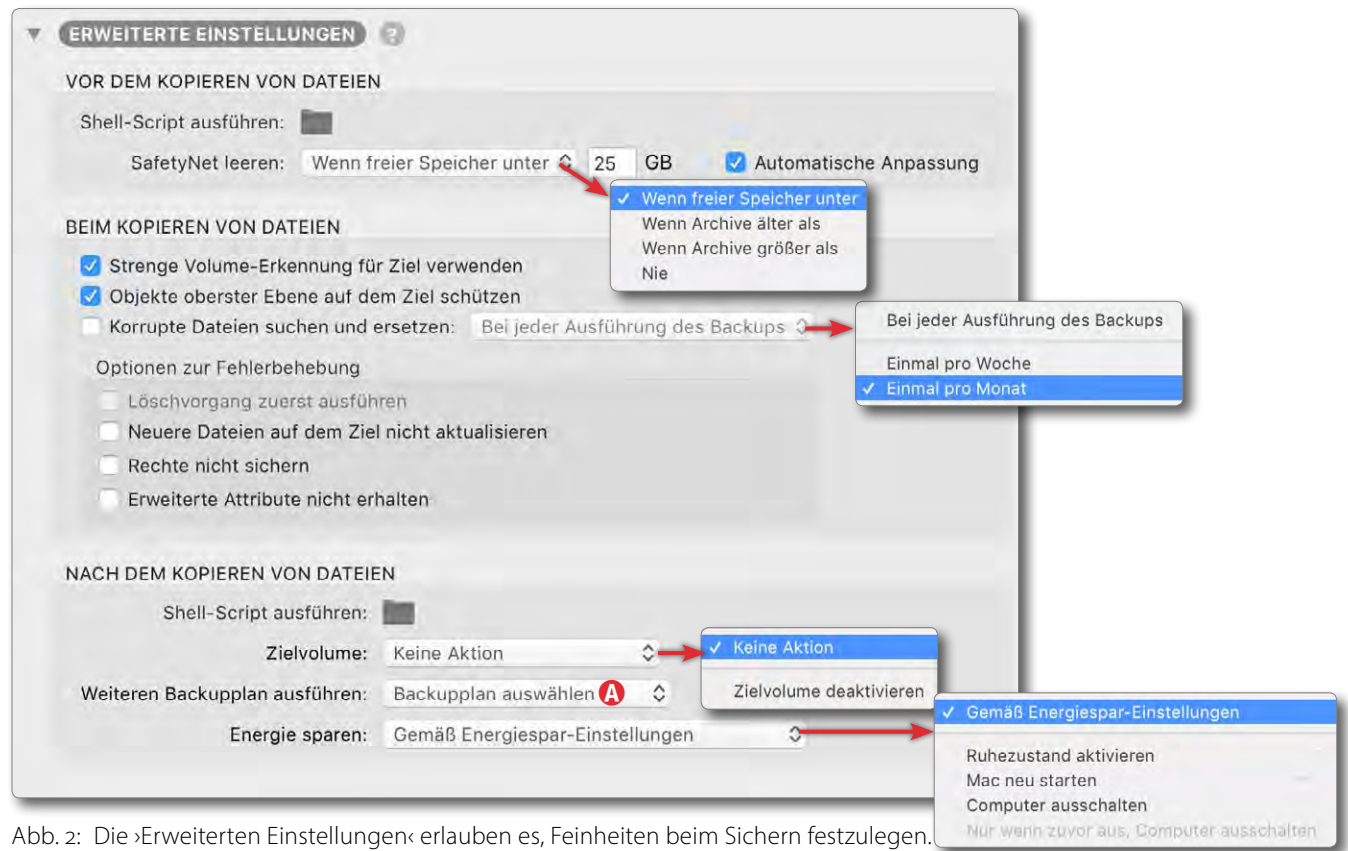 ERWEITERTE EINSTELLUNGEN ?
VOR DEM KOPIEREN VON DATEIEN
Shell-Script ausführen:
SafetyNet leeren: Wenn freier Speicher unter 25 GB Automatische Anpassung
Wenn freier Speicher unter
Wenn Archive älter als
Wenn Archive größer als
Nie
BEIM KOPIEREN VON DATEIEN
Strenge Volume-Erkennung für Ziel verwenden
Objekte oberster Ebene auf dem Ziel schützen
Korrupte Dateien suchen und ersetzen: Bei jeder Ausführung des Backups
Bei jeder Ausführung des Backups
Einmal pro Woche
Einmal pro Monat
Optionen zur Fehlerbehebung
Löschvorgang zuerst ausführen
Neuere Dateien auf dem Ziel nicht aktualisieren
Rechte nicht sichern
Erweiterte Attribute nicht erhalten
NACH DEM KOPIEREN VON DATEIEN
Shell-Script ausführen:
Zielvolume: Keine Aktion
Keine Aktion
Zielvolume deaktivieren
Weiteren Backupplan ausführen: Backupplan auswählen A
Energie sparen: Gemäß Energiespar-Einstellungen
Gemäß Energiespar-Einstellungen
Ruhezustand aktivieren
Mac neu starten
Computer ausschalten
Nur wenn zuvor aus, Computer ausschalten
Abb. 2: Die ›Erweiterten Einstellungen‹ erlauben es, Feinheiten beim Sichern festzulegen.